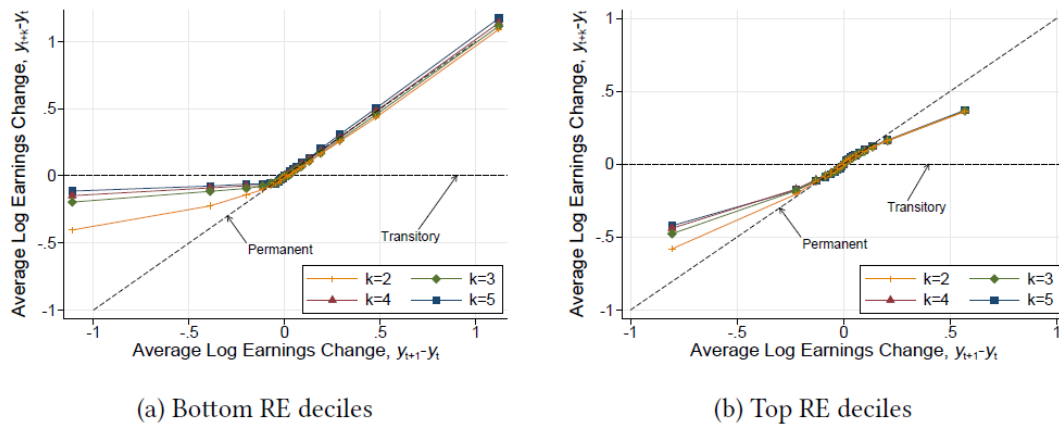 Average Log Earnings Change, yt+k-yt
1
.5
0
-.5
-1
Permanent
Transitory
k=2 k=3
k=4 k=5
-1 -.5 0 .5 1
Average Log Earnings Change, yt+1-yt
(a) Bottom RE deciles
Average Log Earnings Change, yt+k-yt
1
.5
0
-.5
-1
Transitory
Permanent
k=2 k=3
k=4 k=5
-1 -.5 0 .5 1
Average Log Earnings Change, yt+1-yt
(b) Top RE deciles